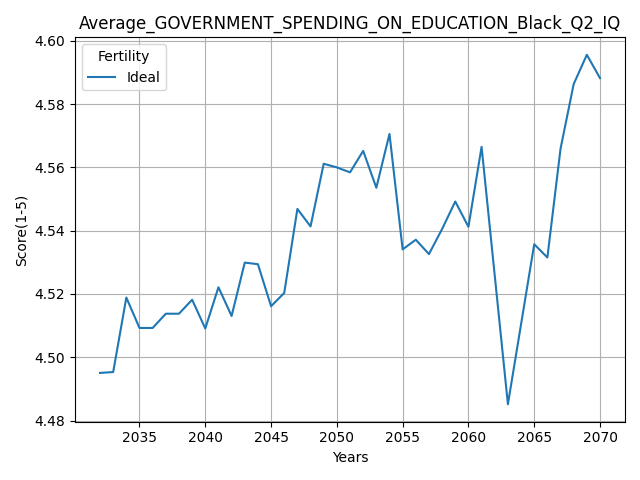 Average_GOVERNMENT_SPENDING_ON_EDUCATION_Black_Q2_IQ
Fertility
Ideal
Score(1-5)
4.60
4.58
4.56
4.54
4.52
4.50
4.48
2035 2040 2045 2050 2055 2060 2065 2070
Years